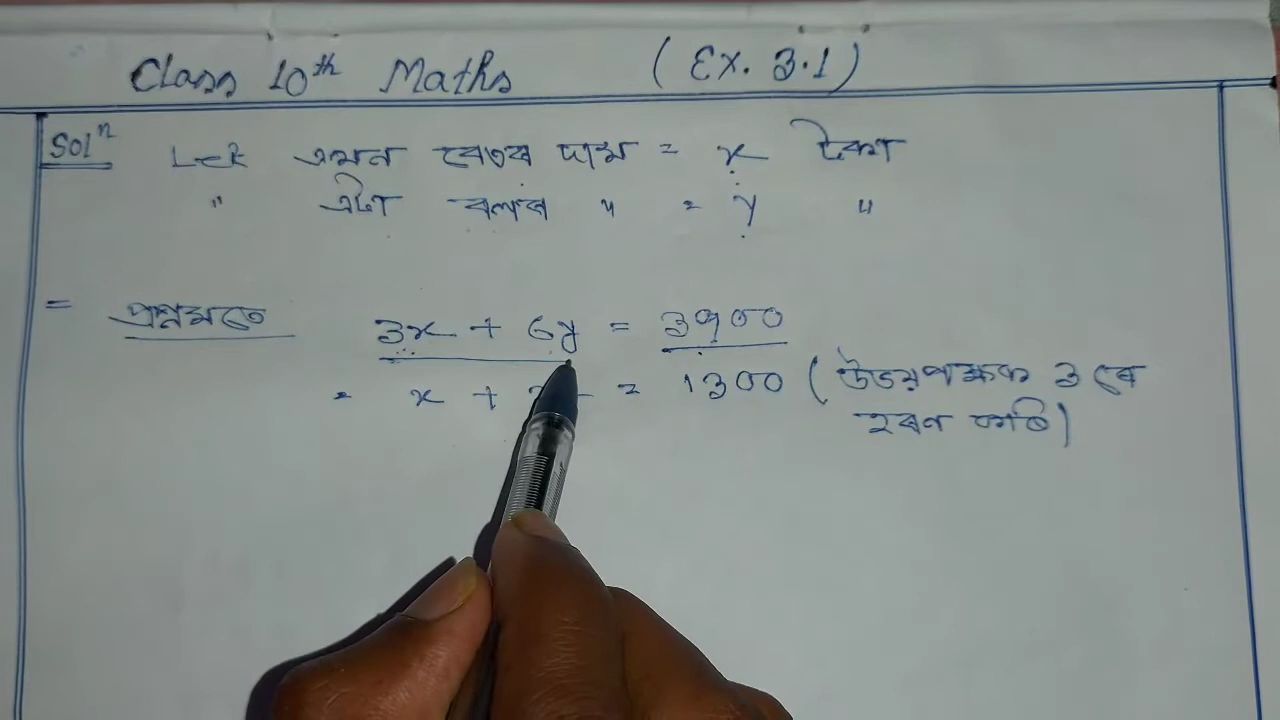 Class 10th Maths (Ex. 3.1)
Solⁿ Let এখন বেতৰ দাম = x টকা
" এটা বলৰ " = y "
= প্ৰশ্নমতে 3x + 6y = 3900
= x + = 1300 (উভয়পক্ষক 3 ৰে
হৰণ কৰি)